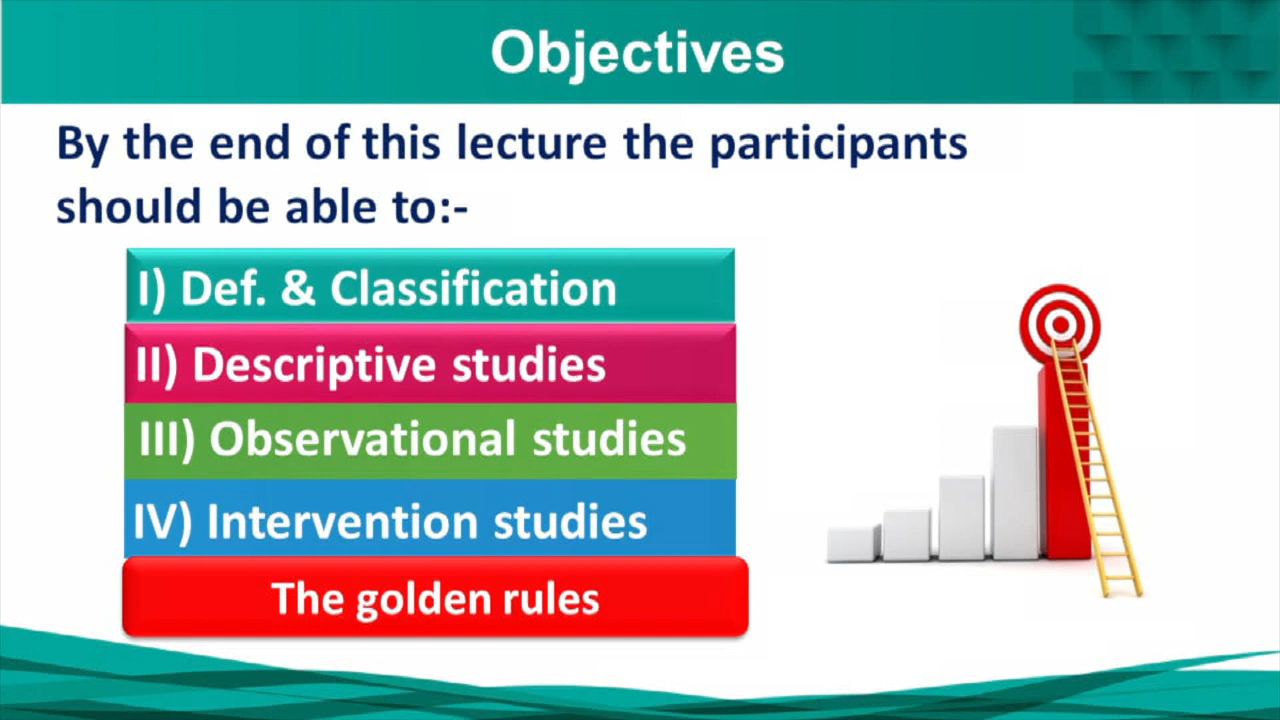 Objectives
By the end of this lecture the participants
should be able to:-
I) Def. & Classification
II) Descriptive studies
III) Observational studies
IV) Intervention studies
The golden rules